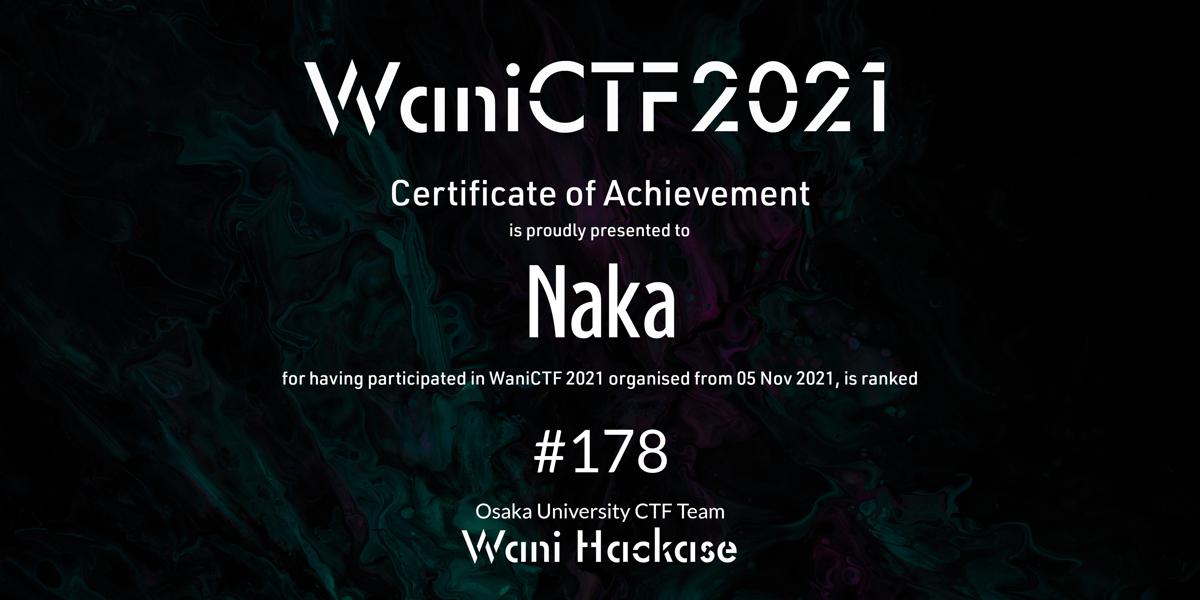 WaniCTF2021
Certificate of Achievement
is proudly presented to
Naka
for having participated in WaniCTF 2021 organised from 05 Nov 2021, is ranked
#178
Osaka University CTF Team
Wani Hackase